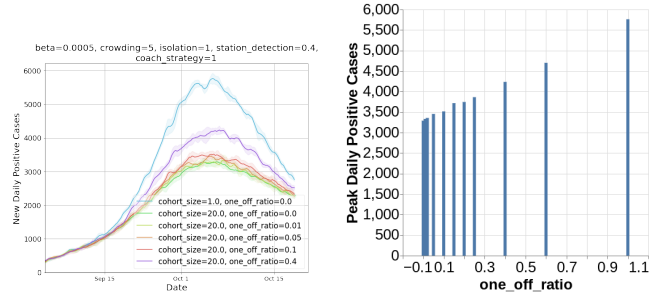 beta=0.0005, crowding=5, isolation=1, station_detection=0.4,
coach_strategy=1
New Daily Positive Cases
6000
5000
4000
3000
2000
1000
0
cohort_size=1.0, one_off_ratio=0.0
cohort_size=20.0, one_off_ratio=0.0
cohort_size=20.0, one_off_ratio=0.01
cohort_size=20.0, one_off_ratio=0.05
cohort_size=20.0, one_off_ratio=0.1
cohort_size=20.0, one_off_ratio=0.4
Sep 15
Oct 1
Oct 15
Date
Peak Daily Positive Cases
6,000
5,500
5,000
4,500
4,000
3,500
3,000
2,500
2,000
1,500
1,000
500
0
−0.1 0.1 0.3 0.5 0.7 0.9 1.1
one_off_ratio